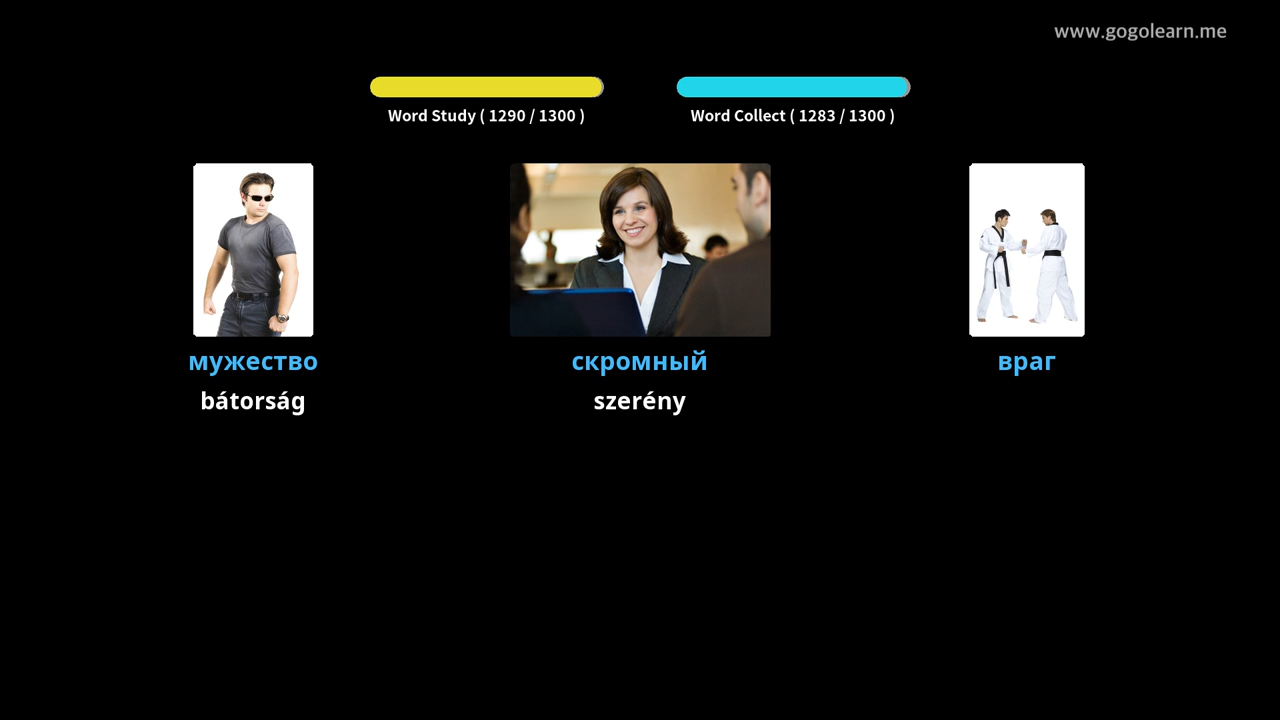 www.gogolearn.me
Word Study ( 1290 / 1300 )
Word Collect ( 1283 / 1300 )
мужество
скромный
враг
bátorság
szerény